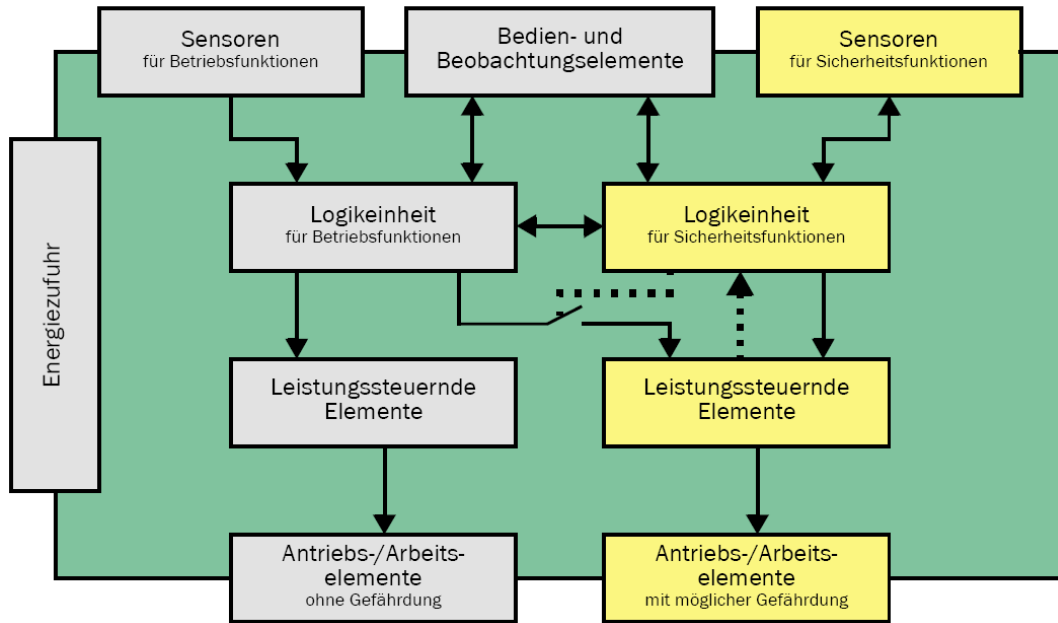 Sensoren
für Betriebsfunktionen
Bedien- und
Beobachtungselemente
Sensoren
für Sicherheitsfunktionen
Energiezufuhr
Logikeinheit
für Betriebsfunktionen
Logikeinheit
für Sicherheitsfunktionen
Leistungssteuernde
Elemente
Leistungssteuernde
Elemente
Antriebs-/Arbeits-
elemente
ohne Gefährdung
Antriebs-/Arbeits-
elemente
mit möglicher Gefährdung